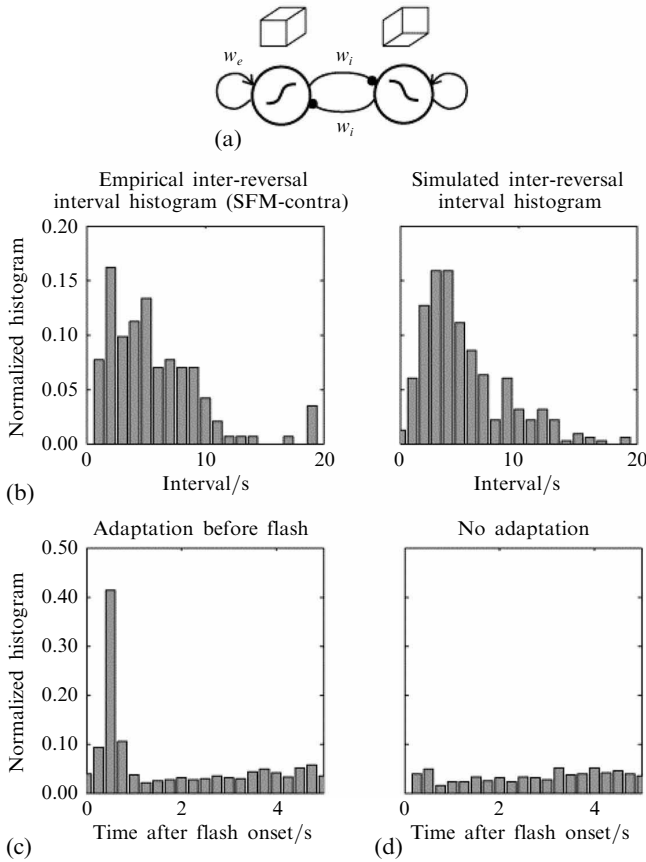 w_e
w_i
w_i
(a)
Empirical inter-reversal
interval histogram (SFM-contra)
Simulated inter-reversal
interval histogram
Normalized histogram
0.20
0.15
0.10
0.05
0.00
0
10
20
Interval/s
0
10
20
Interval/s
(b)
Adaptation before flash
No adaptation
Normalized histogram
0.50
0.40
0.30
0.20
0.10
0.00
0
2
4
Time after flash onset/s
0
2
4
Time after flash onset/s
(c)
(d)